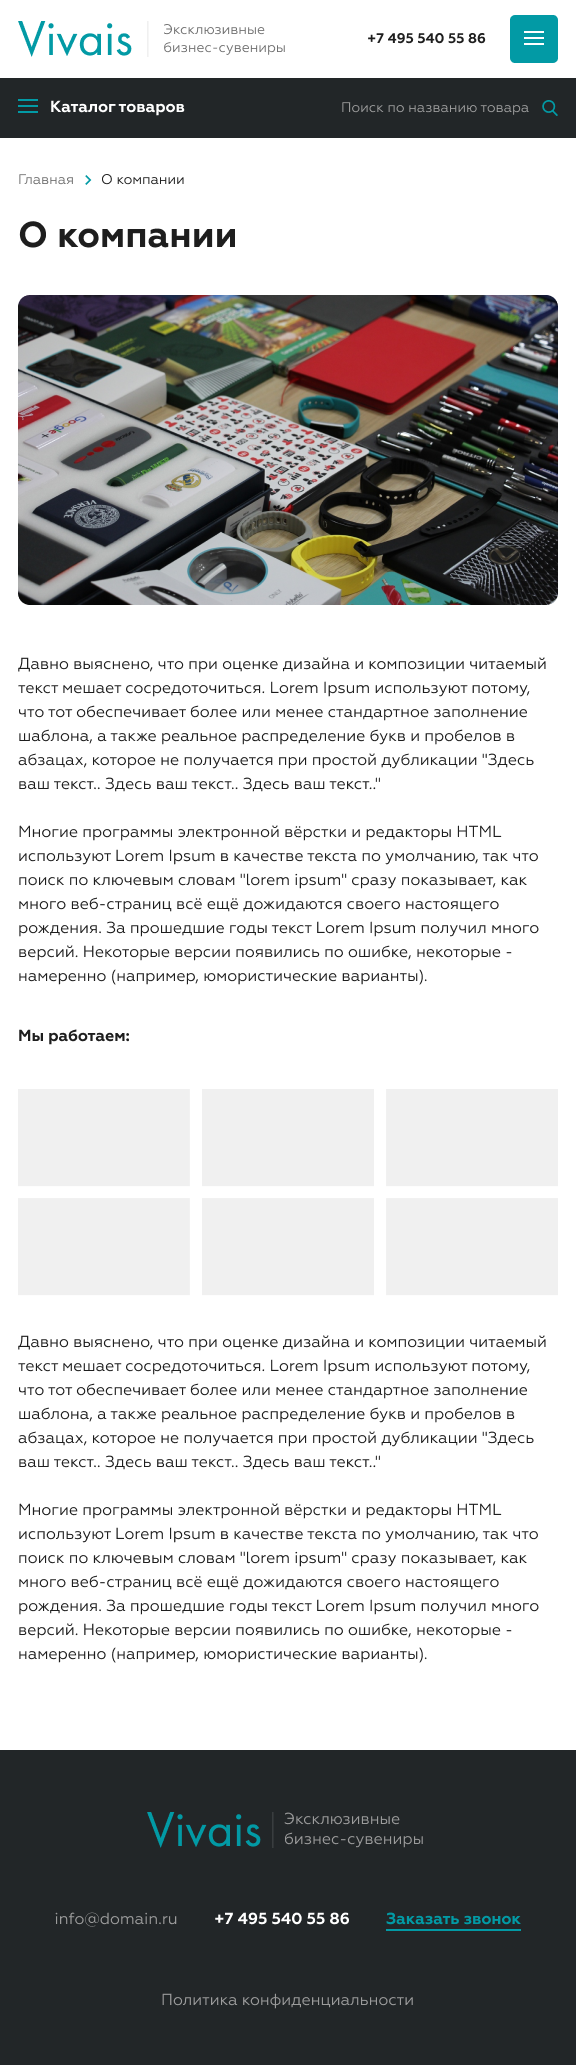 Vivais
Эксклюзивные
бизнес-сувениры
+7 495 540 55 86
Каталог товаров
Поиск по названию товара
Главная
О компании
О компании
Google+
VERSACE
Давно выяснено, что при оценке дизайна и композиции читаемый
текст мешает сосредоточиться. Lorem Ipsum используют потому,
что тот обеспечивает более или менее стандартное заполнение
шаблона, а также реальное распределение букв и пробелов в
абзацах, которое не получается при простой дубликации "Здесь
ваш текст.. Здесь ваш текст.. Здесь ваш текст.."
Многие программы электронной вёрстки и редакторы HTML
используют Lorem Ipsum в качестве текста по умолчанию, так что
поиск по ключевым словам "lorem ipsum" сразу показывает, как
много веб-страниц всё ещё дожидаются своего настоящего
рождения. За прошедшие годы текст Lorem Ipsum получил много
версий. Некоторые версии появились по ошибке, некоторые -
намеренно (например, юмористические варианты).
Мы работаем:
Давно выяснено, что при оценке дизайна и композиции читаемый
текст мешает сосредоточиться. Lorem Ipsum используют потому,
что тот обеспечивает более или менее стандартное заполнение
шаблона, а также реальное распределение букв и пробелов в
абзацах, которое не получается при простой дубликации "Здесь
ваш текст.. Здесь ваш текст.. Здесь ваш текст.."
Многие программы электронной вёрстки и редакторы HTML
используют Lorem Ipsum в качестве текста по умолчанию, так что
поиск по ключевым словам "lorem ipsum" сразу показывает, как
много веб-страниц всё ещё дожидаются своего настоящего
рождения. За прошедшие годы текст Lorem Ipsum получил много
версий. Некоторые версии появились по ошибке, некоторые -
намеренно (например, юмористические варианты).
Vivais
Эксклюзивные
бизнес-сувениры
info@domain.ru
+7 495 540 55 86
Заказать звонок
Политика конфиденциальности